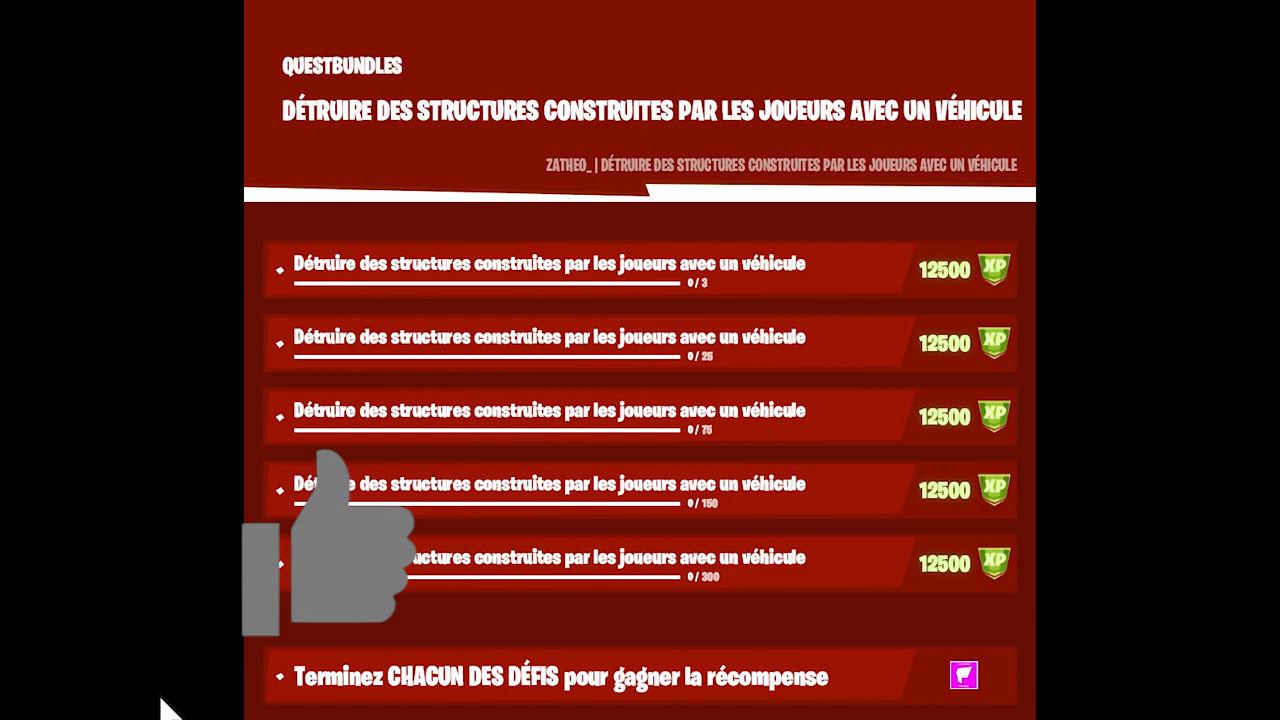 QUESTBUNDLES
DÉTRUIRE DES STRUCTURES CONSTRUITES PAR LES JOUEURS AVEC UN VÉHICULE
ZATHEO_ | DÉTRUIRE DES STRUCTURES CONSTRUITES PAR LES JOUEURS AVEC UN VÉHICULE
Détruire des structures construites par les joueurs avec un véhicule
0 / 3
12500 XP
Détruire des structures construites par les joueurs avec un véhicule
0 / 25
12500 XP
Détruire des structures construites par les joueurs avec un véhicule
0 / 75
12500 XP
des structures construites par les joueurs avec un véhicule
0 / 150
12500 XP
construites par les joueurs avec un véhicule
0 / 300
12500 XP
Terminez CHACUN DES DÉFIS pour gagner la récompense